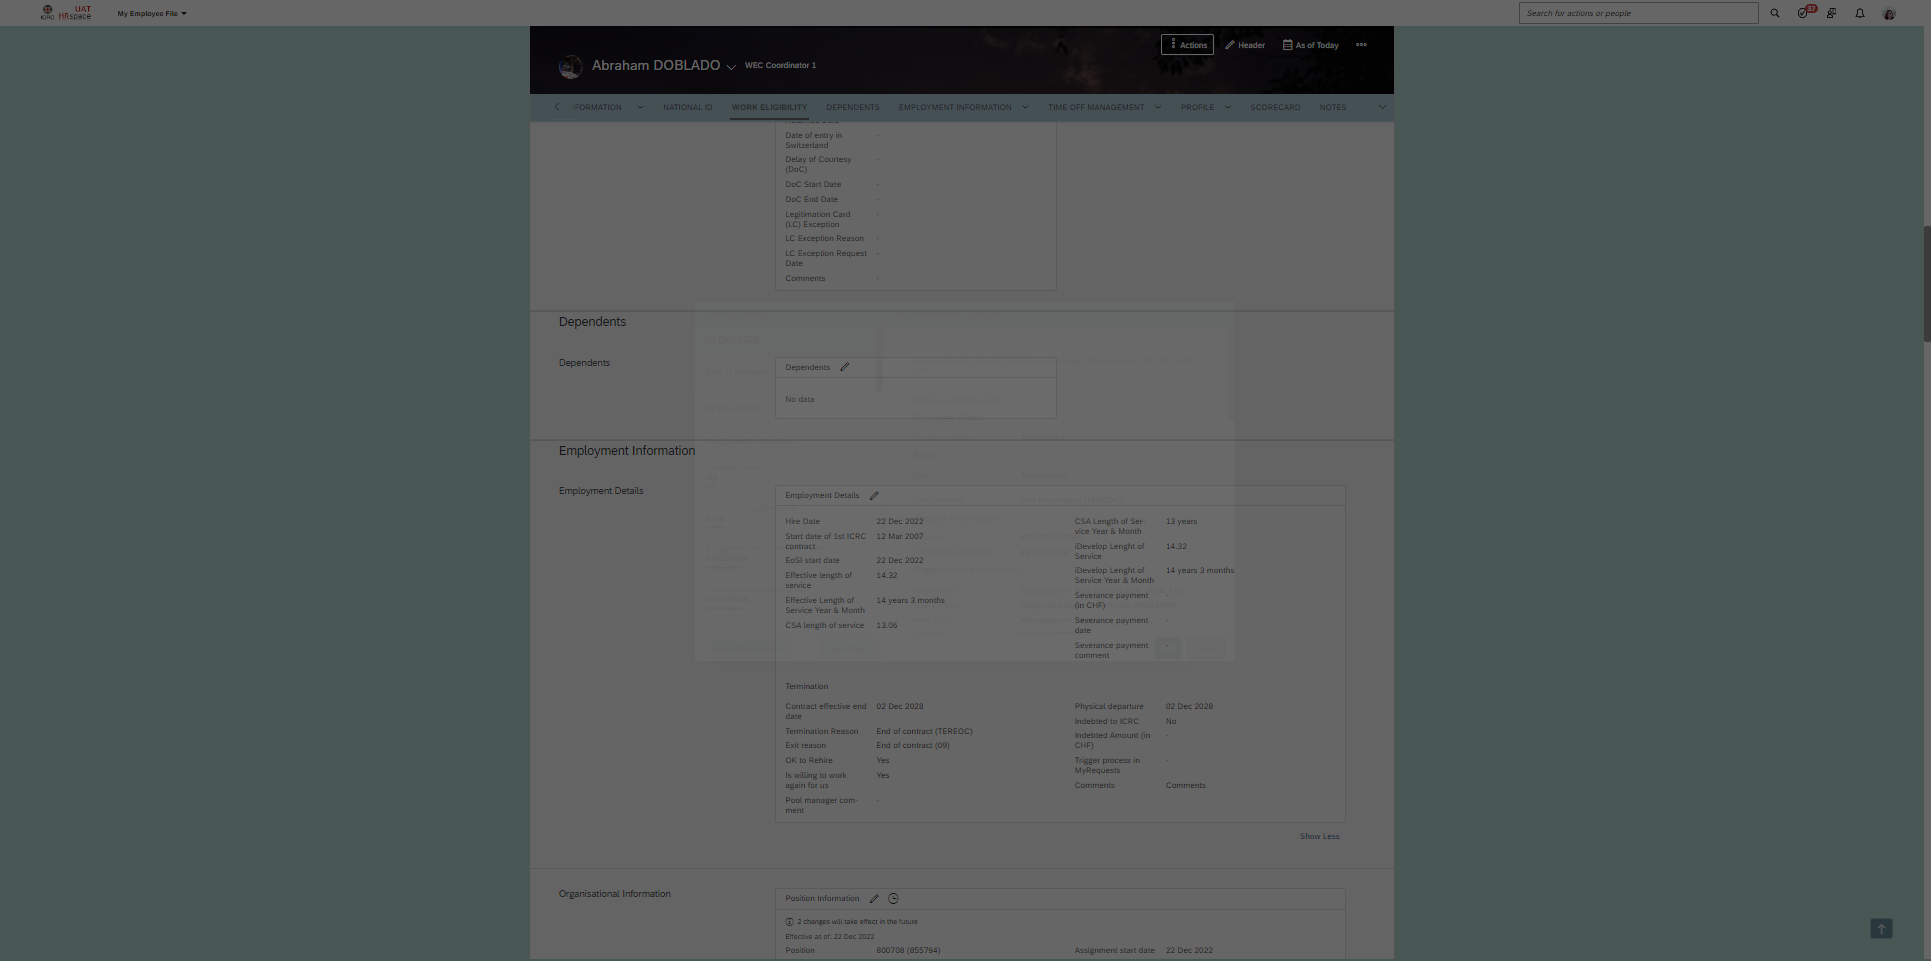 ICRC UAT HRspace
My Employee File
Search for actions or people
37
Abraham DOBLADO
WEC Coordinator 1
Actions
Header
As of Today
FORMATION
NATIONAL ID
WORK ELIGIBILITY
DEPENDENTS
EMPLOYMENT INFORMATION
TIME OFF MANAGEMENT
PROFILE
SCORECARD
NOTES
Date of entry in -
Switzerland
Delay of Courtesy -
(DoC)
DoC Start Date -
DoC End Date -
Legitimation Card -
(LC) Exception
LC Exception Reason -
LC Exception Request -
Date
Comments -
Dependents
Dependents
Dependents
No data
Employment Information
Employment Details
Employment Details
Hire Date 22 Dec 2022
Start date of 1st ICRC 12 Mar 2007
contract
EoSI start date 22 Dec 2022
Effective length of 14.32
service
Effective Length of 14 years 3 months
Service Year & Month
CSA length of service 13.06
CSA Length of Ser- 13 years
vice Year & Month
iDevelop Lenght of 14.32
Service
iDevelop Lenght of 14 years 3 months
Service Year & Month
Severance payment -
(in CHF)
Severance payment -
date
Severance payment -
comment
Termination
Contract effective end 02 Dec 2028
date
Termination Reason End of contract (TEREOC)
Exit reason End of contract (09)
OK to Rehire Yes
Is willing to work Yes
again for us
Pool manager com- -
ment
Physical departure 02 Dec 2028
Indebted to ICRC No
Indebted Amount (in -
CHF)
Trigger process in -
MyRequests
Comments Comments
Show Less
Organisational Information
Position Information
2 changes will take effect in the future
Effective as of: 22 Dec 2022
Position 800708 (855794)
Assignment start date 22 Dec 2022